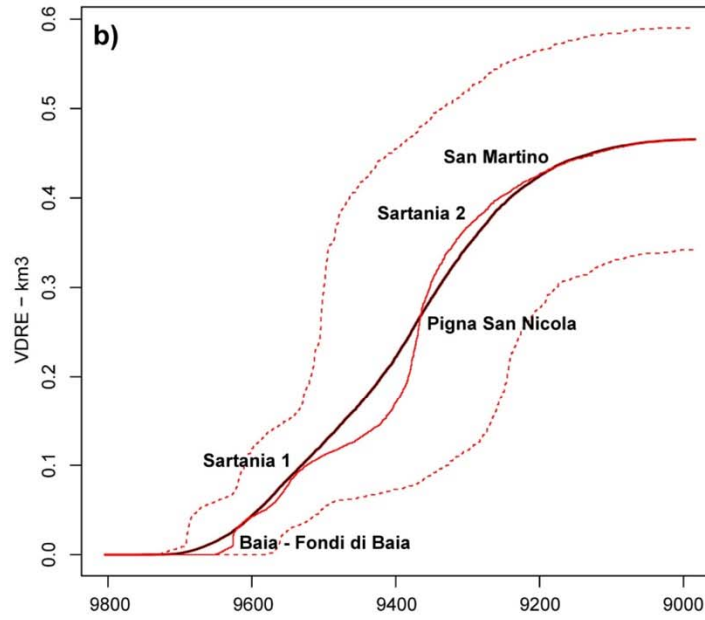 b)
0.6
0.5
0.4
0.3
0.2
0.1
0.0
VDRE – km3
San Martino
Sartania 2
Pigna San Nicola
Sartania 1
Baia - Fondi di Baia
9800 9600 9400 9200 9000